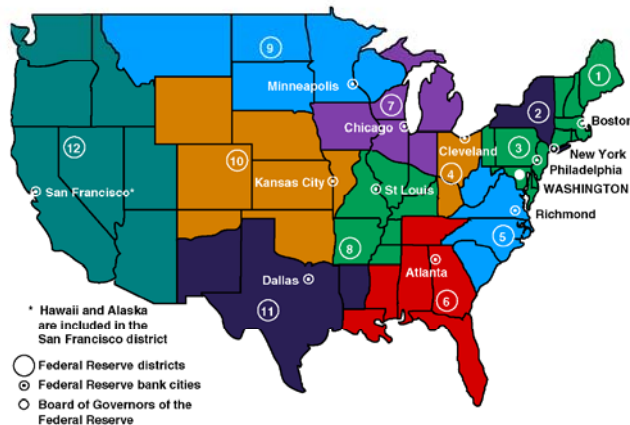 9
1
Minneapolis
2
7
Boston
Chicago
12
Cleveland
3
New York
10
Philadelphia
Kansas City
4
St Louis
WASHINGTON
San Francisco*
Richmond
5
8
Atlanta
Dallas
6
11
* Hawaii and Alaska
are included in the
San Francisco district
Federal Reserve districts
Federal Reserve bank cities
Board of Governors of the
Federal Reserve